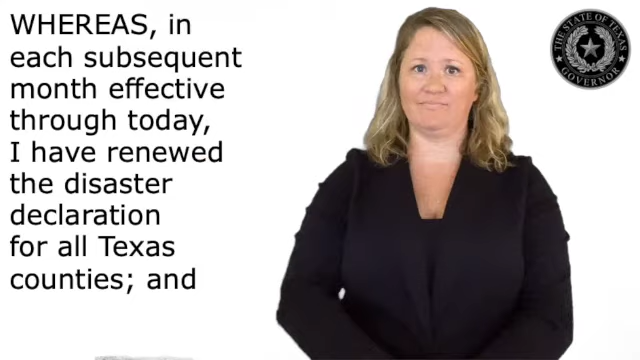 WHEREAS, in
each subsequent
month effective
through today,
I have renewed
the disaster
declaration
for all Texas
counties; and
THE STATE OF TEXAS
GOVERNOR